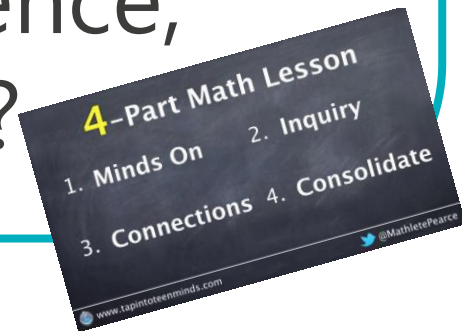 ence,
?
4-Part Math Lesson
1. Minds On
2. Inquiry
3. Connections
4. Consolidate
@MathletePearce
www.tapintoteenminds.com